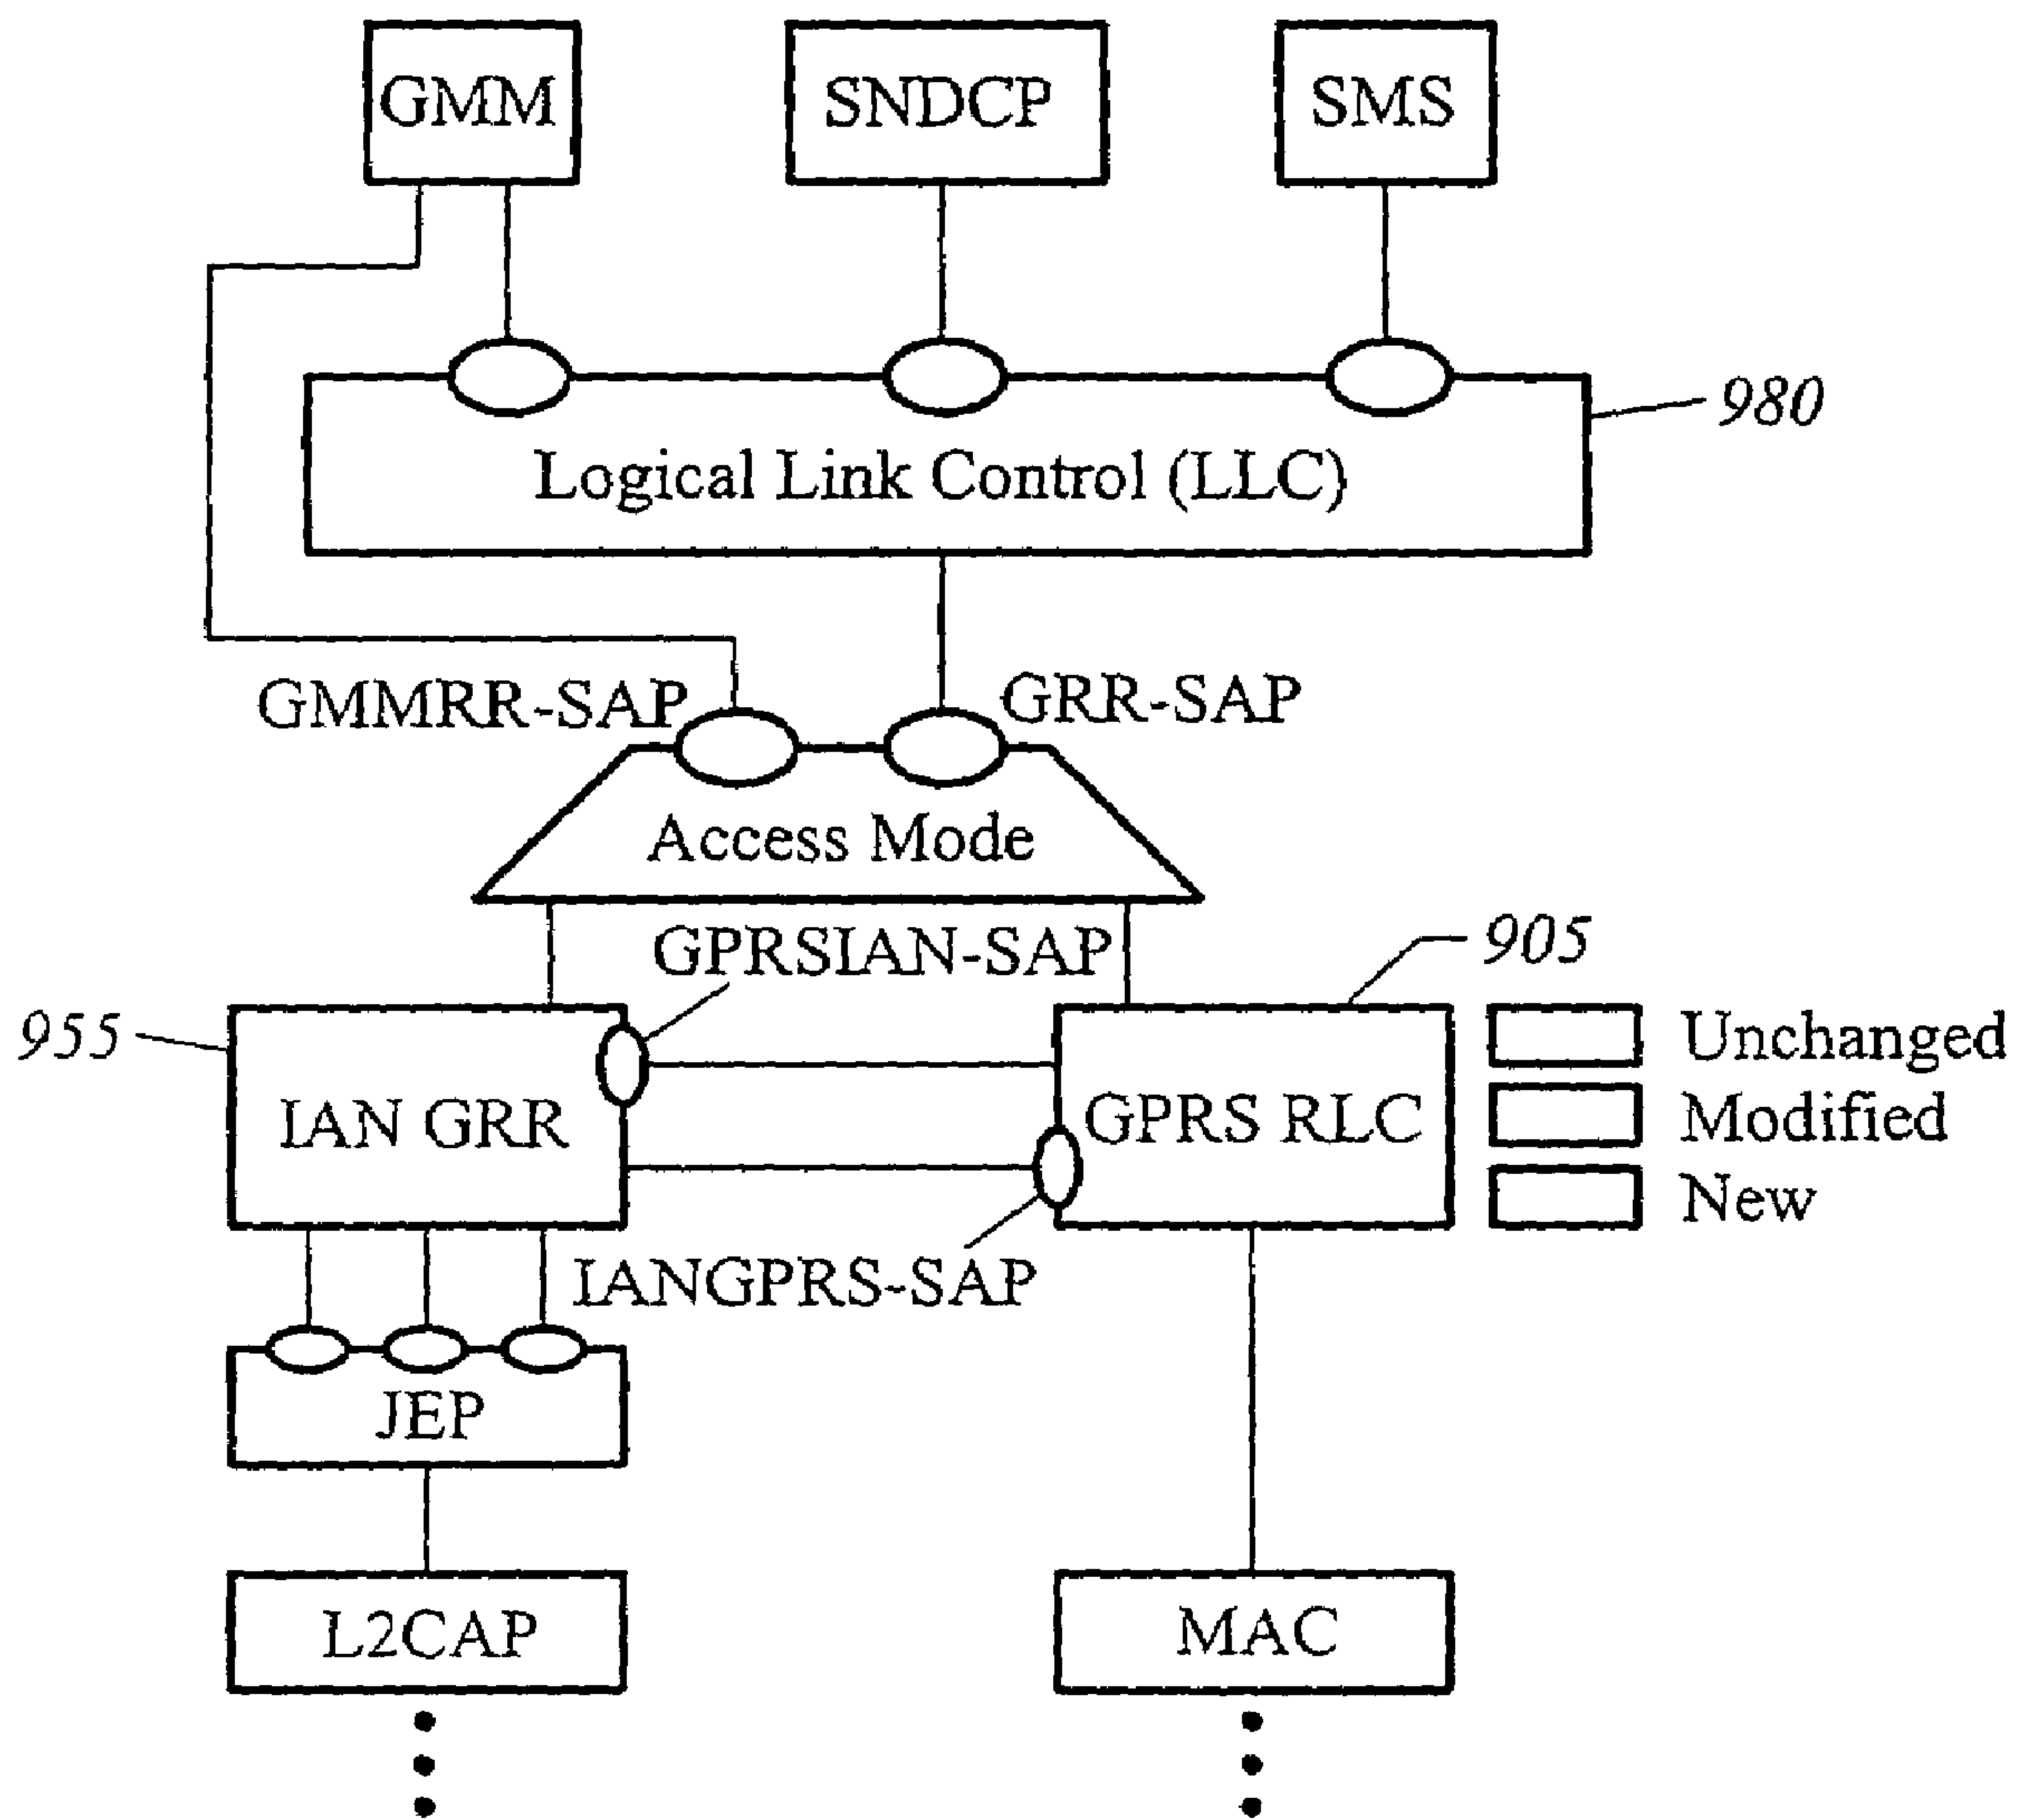 GMM
SNDCP
SMS
980
Logical Link Control (LLC)
GMMRR-SAP
GRR-SAP
Access Mode
GPRSIAN-SAP
905
955
Unchanged
IAN GRR
GPRS RLC
Modified
New
IANGPRS-SAP
JEP
L2CAP
MAC